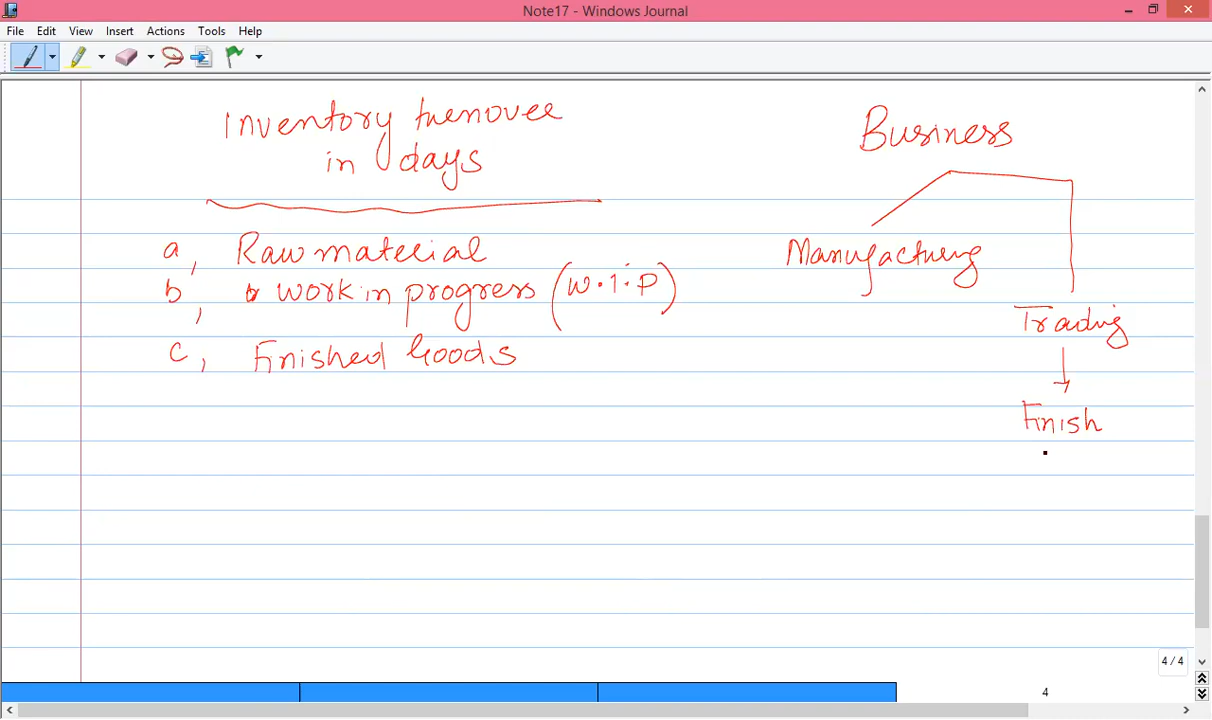 Note17 - Windows Journal
File Edit View Insert Actions Tools Help
Inventory turnover
in days
a, Raw material
b, work in progress (W.I.P)
c, Finished Goods
Business
Manufacturing
Trading
Finish
4 / 4
4